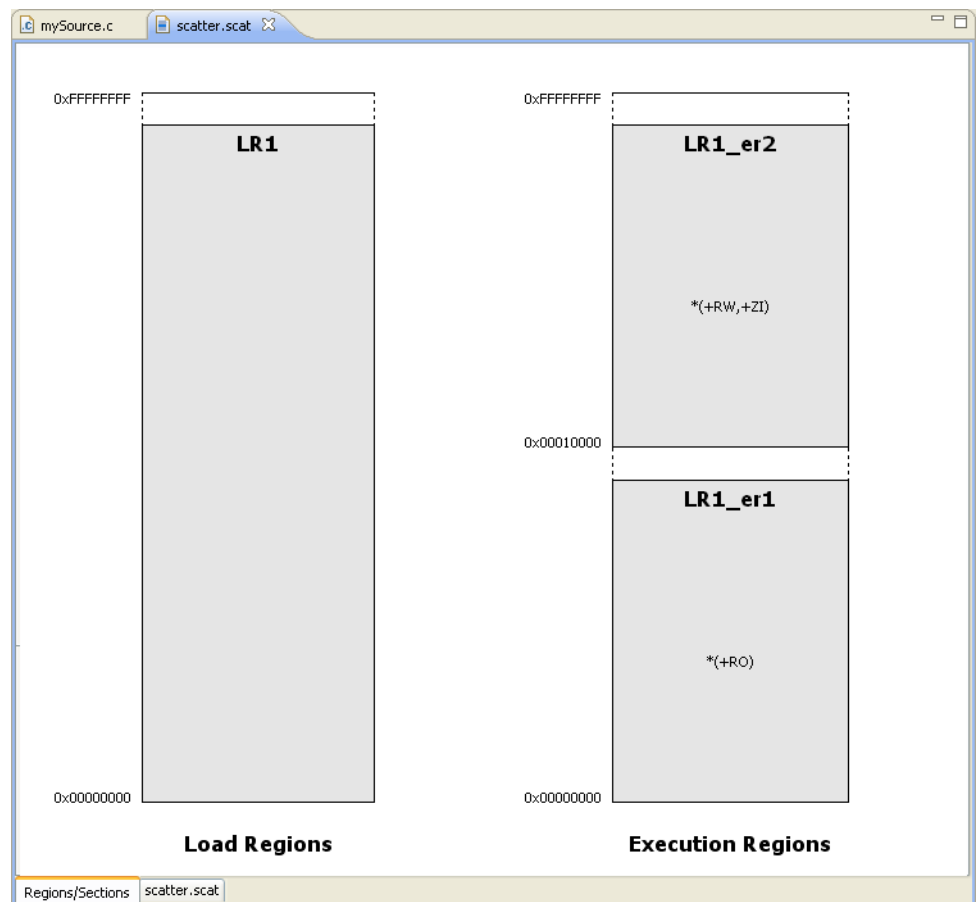 mySource.c
scatter.scat
0xFFFFFFFF
0xFFFFFFFF
LR1
LR1_er2
*(+RW,+ZI)
0x00010000
LR1_er1
*(+RO)
0x00000000
0x00000000
Load Regions
Execution Regions
Regions/Sections
scatter.scat